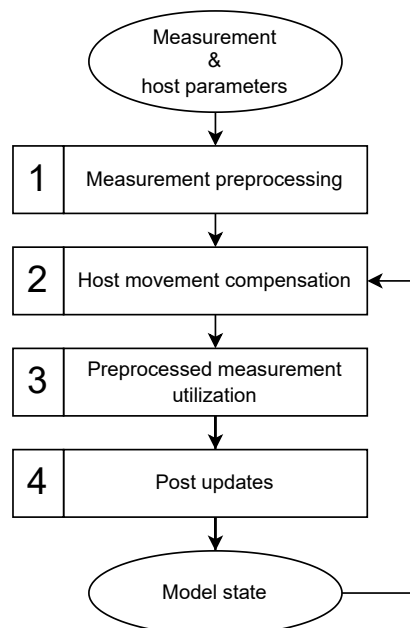 Measurement
&
host parameters
1
Measurement preprocessing
2
Host movement compensation
3
Preprocessed measurement
utilization
4
Post updates
Model state